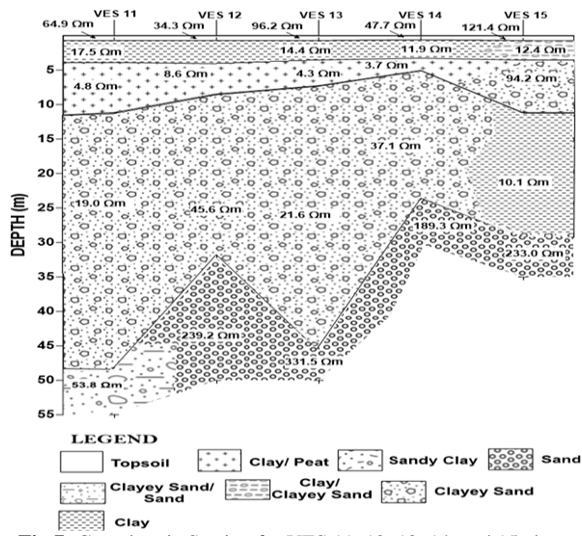 VES 11 VES 12 VES 13 VES 14 VES 15
64.9 Ωm 34.3 Ωm 96.2 Ωm 47.7 Ωm 121.4 Ωm
17.5 Ωm 14.4 Ωm 11.9 Ωm 12.4 Ωm
4.8 Ωm 8.6 Ωm 4.3 Ωm 3.7 Ωm 94.2 Ωm
37.1 Ωm
19.0 Ωm 45.6 Ωm 21.6 Ωm 10.1 Ωm
189.3 Ωm 233.0 Ωm
239.2 Ωm 331.5 Ωm
53.8 Ωm
DEPTH (m)
5
10
15
20
25
30
35
40
45
50
55
LEGEND
Topsoil Clay/ Peat Sandy Clay Sand
Clayey Sand/ Sand Clay/ Clayey Sand Clayey Sand
Clay